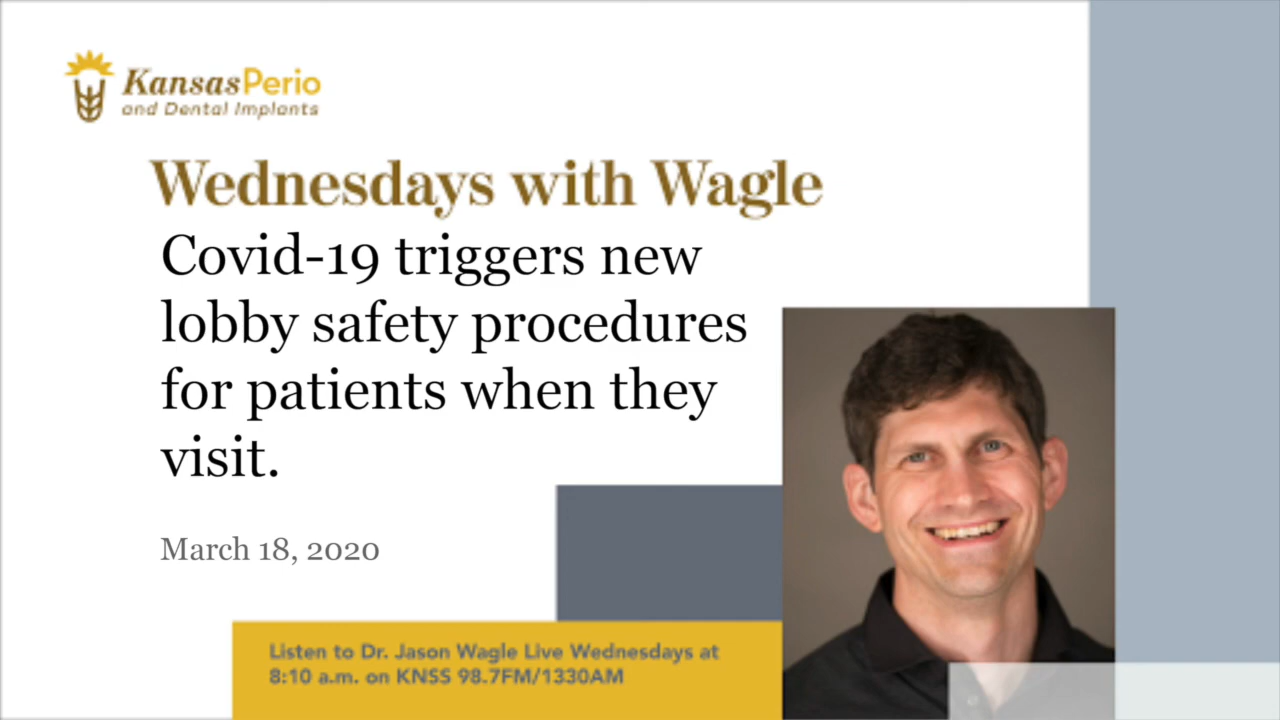 KansasPerio
and Dental Implants
Wednesdays with Wagle
Covid-19 triggers new
lobby safety procedures
for patients when they
visit.
March 18, 2020
Listen to Dr. Jason Wagle Live Wednesdays at
8:10 a.m. on KNSS 98.7FM/1330AM